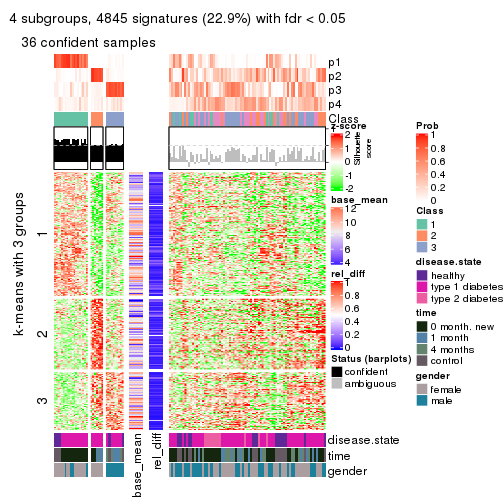 4 subgroups, 4845 signatures (22.9%) with fdr < 0.05
36 confident samples
p1
p2
p3
p4
Class
Silhouette
score
k-means with 3 groups
1
2
3
base_mean
rel_diff
disease.state
time
gender
z-score
2
1
0
-1
-2
base_mean
12
10
8
6
4
rel_diff
1
0.8
0.6
0.4
0.2
0
Status (barplots)
confident
ambiguous
Prob
1
0.8
0.6
0.4
0.2
0
Class
1
2
3
disease.state
healthy
type 1 diabetes
type 2 diabetes
time
0 month, new
1 month
4 months
control
gender
female
male